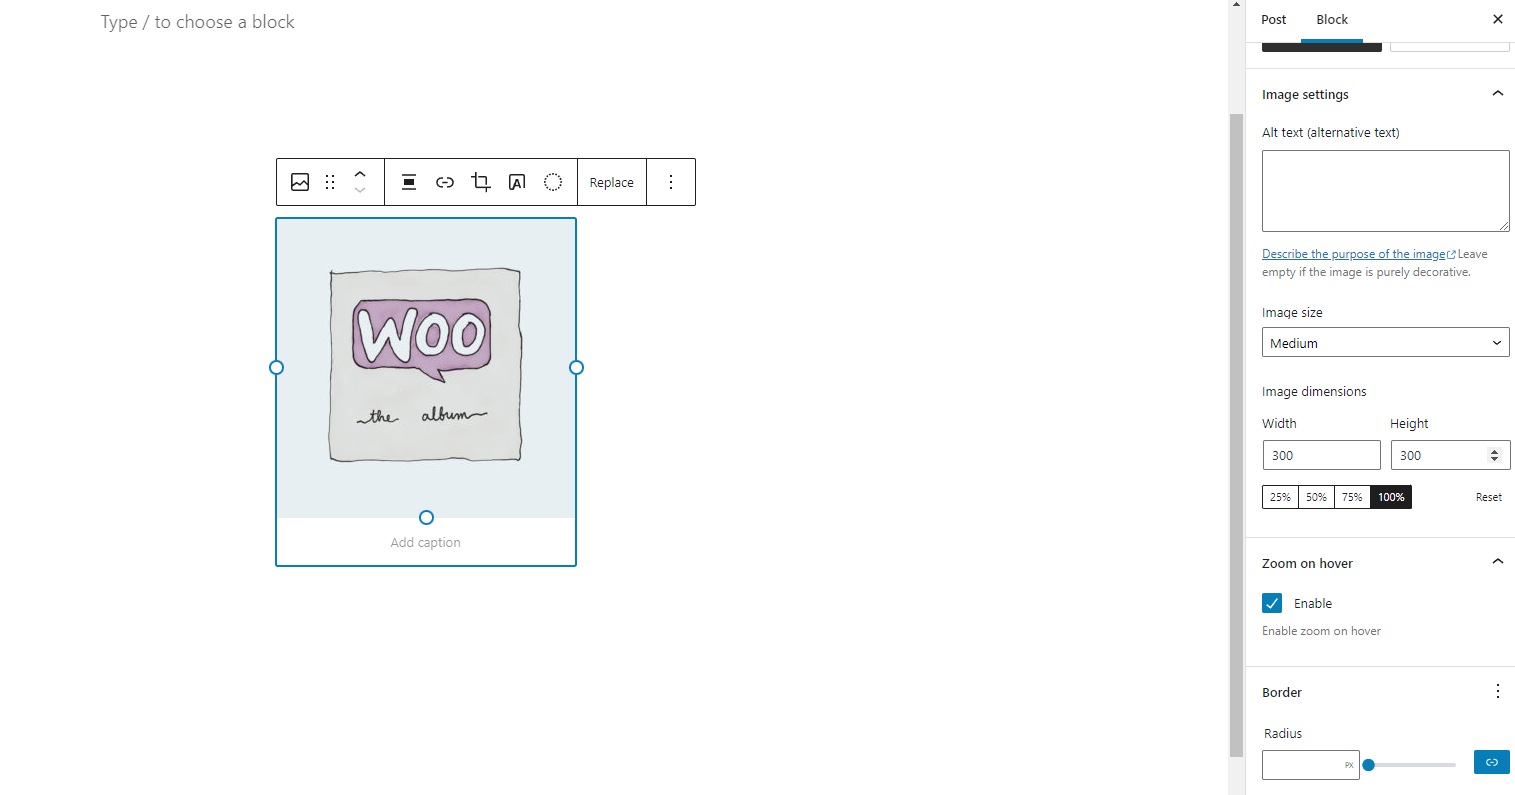 Type / to choose a block
Replace
WOO
the album
Add caption
Post
Block
Image settings
Alt text (alternative text)
Describe the purpose of the image Leave
empty if the image is purely decorative.
Image size
Medium
Image dimensions
Width Height
300 300
25% 50% 75% 100% Reset
Zoom on hover
Enable
Enable zoom on hover
Border
Radius
PX